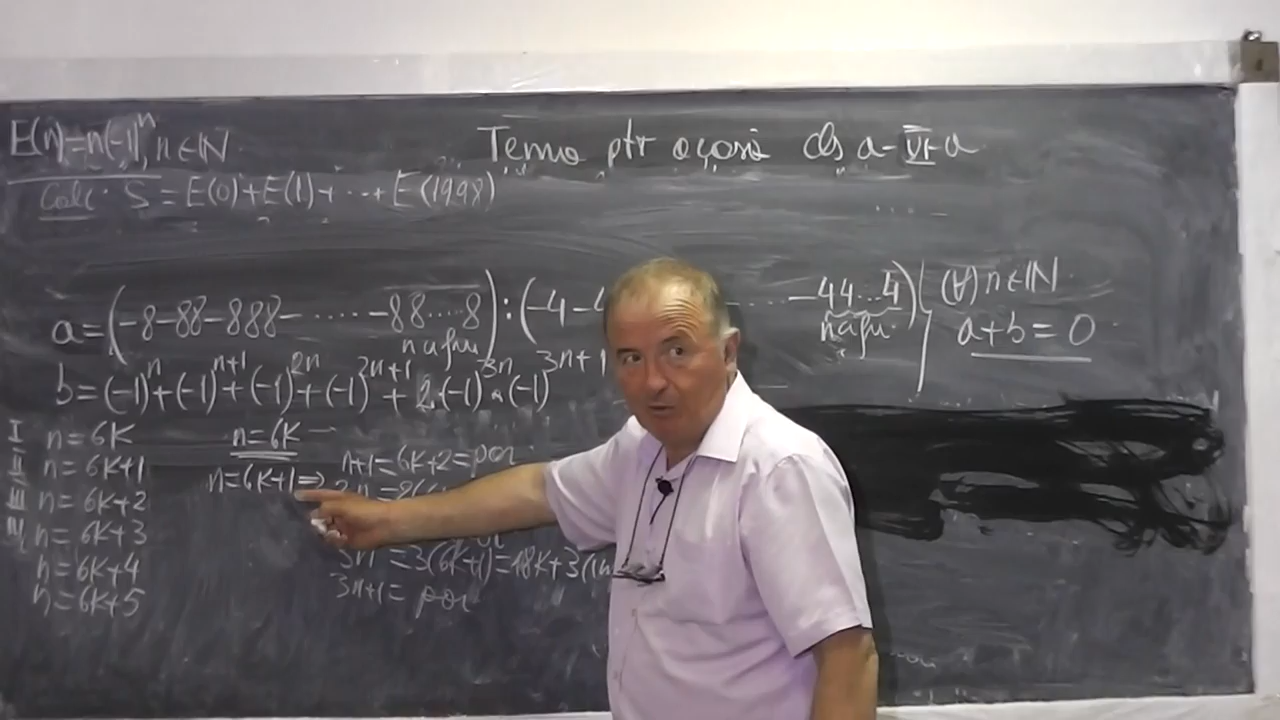 E(n)=n(-1)ⁿ, n∈ℕ
Temă ptr acasă cls a-VI-a
Calc. S=E(0)+E(1)+...+E(1998)
a=(-8-88-888-.....-88...8):(-4-4 ... -44...4) (∀)n∈ℕ
n cifre n cifre a+b=0
b=(-1)ⁿ+(-1)ⁿ⁺¹+(-1)²ⁿ+(-1)²ⁿ⁺¹+2·(-1)³ⁿ·(-1)³ⁿ⁺¹
I n=6K n=6K
II n=6K+1 n=6K+1⇒ n+1=6K+2=par
III n=6K+2
IV n=6K+3
n=6K+4 3n=3(6K+1)=18K+3
n=6K+5 3n+1=par